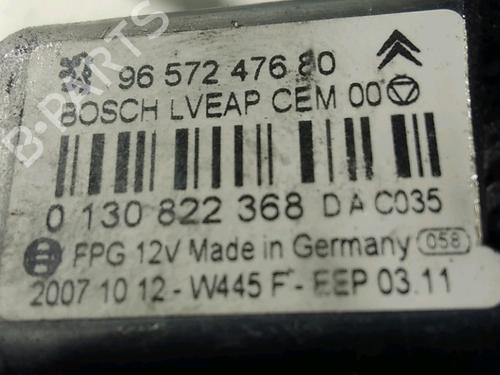 96 572 476 80
BOSCH LVEAP CEM 00
0 130 822 368 DA C035
FPG 12V Made in Germany 058
2007 10 12 - W445 F - EEP 03.11
B-PARTS